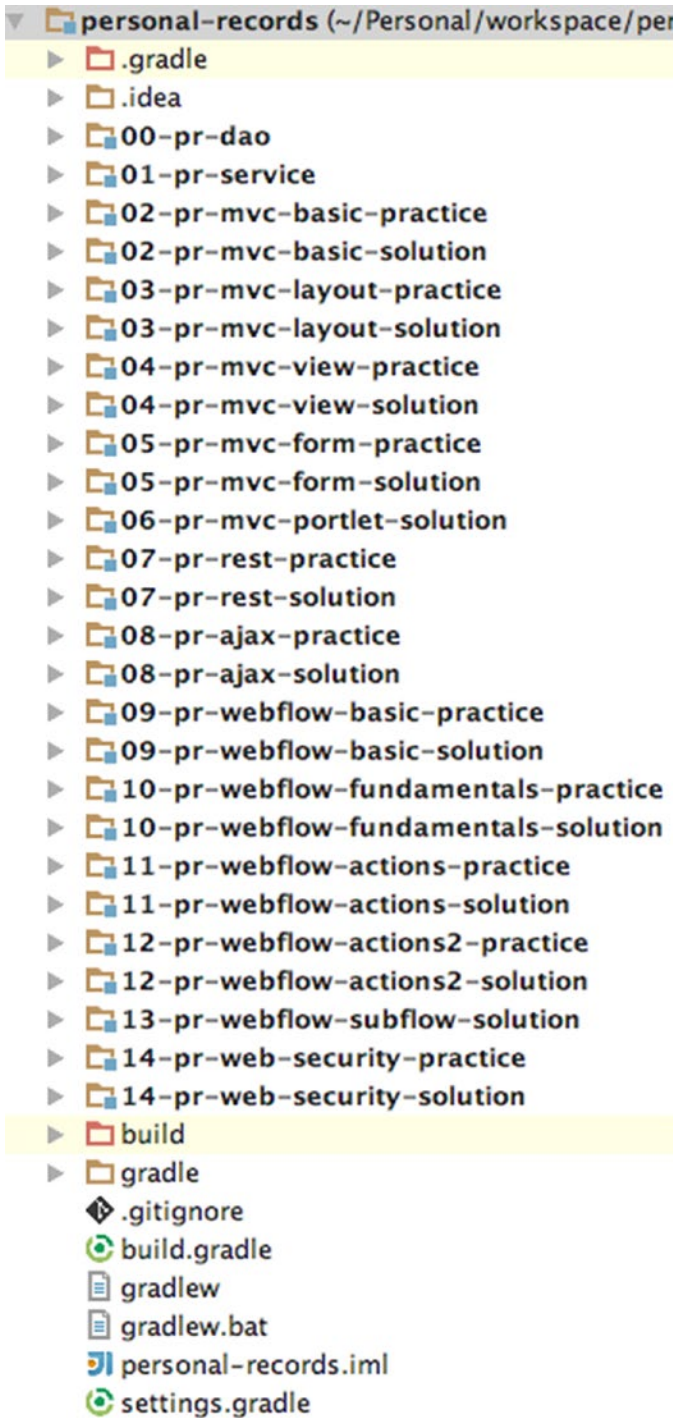 personal-records (~/Personal/workspace/per
.gradle
.idea
00-pr-dao
01-pr-service
02-pr-mvc-basic-practice
02-pr-mvc-basic-solution
03-pr-mvc-layout-practice
03-pr-mvc-layout-solution
04-pr-mvc-view-practice
04-pr-mvc-view-solution
05-pr-mvc-form-practice
05-pr-mvc-form-solution
06-pr-mvc-portlet-solution
07-pr-rest-practice
07-pr-rest-solution
08-pr-ajax-practice
08-pr-ajax-solution
09-pr-webflow-basic-practice
09-pr-webflow-basic-solution
10-pr-webflow-fundamentals-practice
10-pr-webflow-fundamentals-solution
11-pr-webflow-actions-practice
11-pr-webflow-actions-solution
12-pr-webflow-actions2-practice
12-pr-webflow-actions2-solution
13-pr-webflow-subflow-solution
14-pr-web-security-practice
14-pr-web-security-solution
build
gradle
.gitignore
build.gradle
gradlew
gradlew.bat
personal-records.iml
settings.gradle